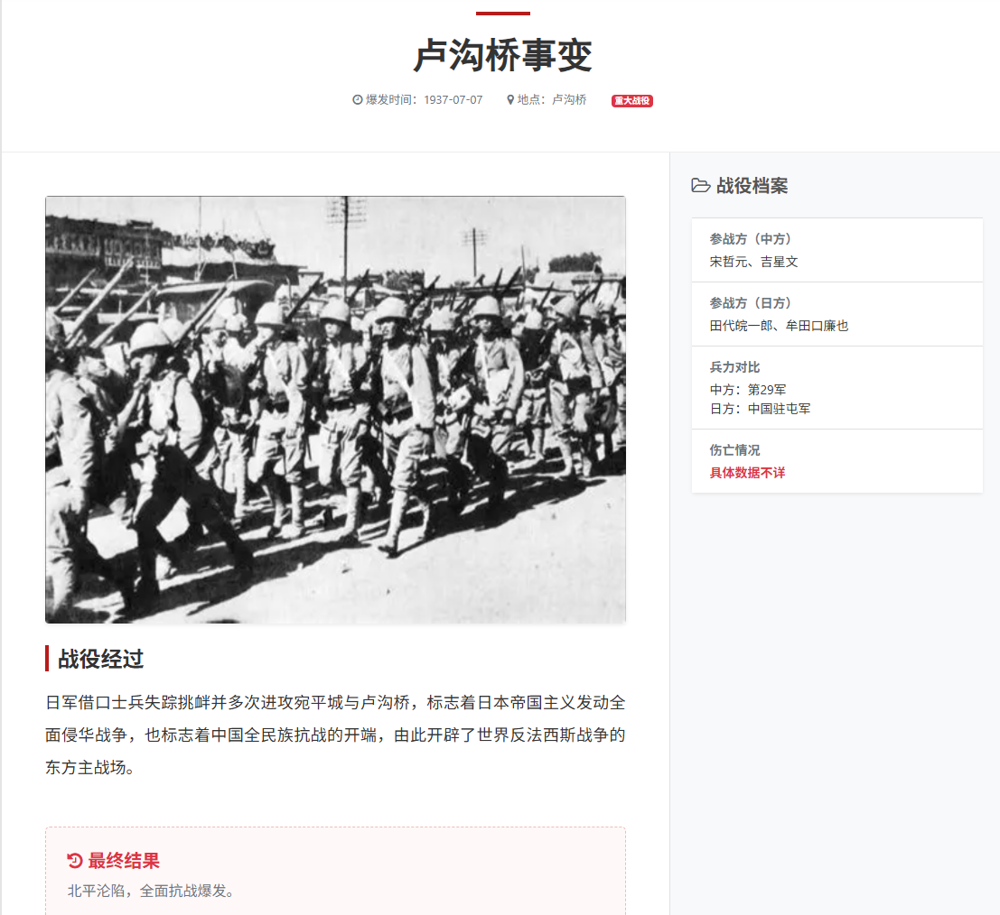 卢沟桥事变
爆发时间：1937-07-07 地点：卢沟桥 重大战役
战役经过
日军借口士兵失踪挑衅并多次进攻宛平城与卢沟桥，标志着日本帝国主义发动全
面侵华战争，也标志着中国全民族抗战的开端，由此开辟了世界反法西斯战争的
东方主战场。
最终结果
北平沦陷，全面抗战爆发。
战役档案
参战方（中方）
宋哲元、吉星文
参战方（日方）
田代皖一郎、牟田口廉也
兵力对比
中方：第29军
日方：中国驻屯军
伤亡情况
具体数据不详